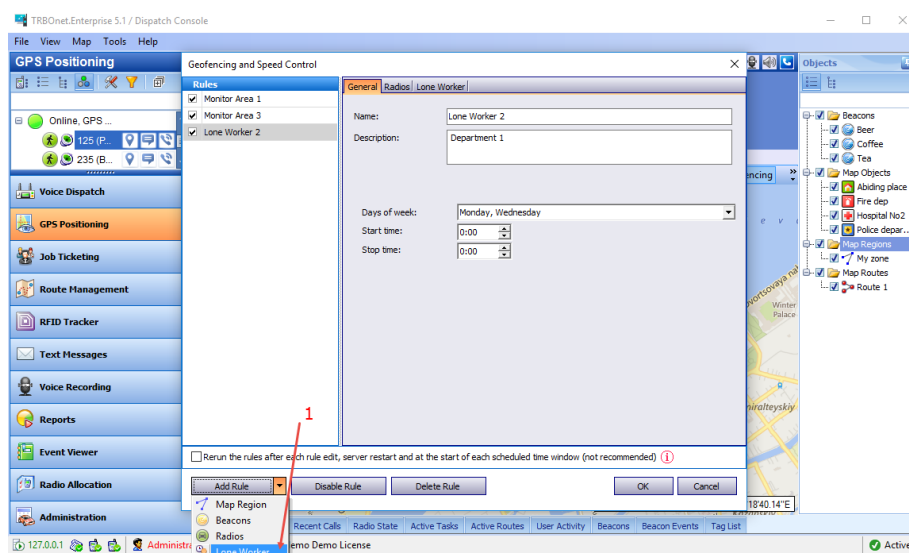 TRBOnet.Enterprise 5.1 / Dispatch Console
File View Map Tools Help
GPS Positioning
Online, GPS ...
125 (P...
235 (B...
Voice Dispatch
GPS Positioning
Job Ticketing
Route Management
RFID Tracker
Text Messages
Voice Recording
Reports
Event Viewer
Radio Allocation
Administration
Geofencing and Speed Control
Rules
Monitor Area 1
Monitor Area 3
Lone Worker 2
General Radios Lone Worker
Name: Lone Worker 2
Description: Department 1
Days of week: Monday, Wednesday
Start time: 0:00
Stop time: 0:00
1
Rerun the rules after each rule edit, server restart and at the start of each scheduled time window (not recommended)
Add Rule Disable Rule Delete Rule OK Cancel
Map Region
Beacons
Radios
Lone Worker
encing
Winter
Palace
niralteyskiy
18'40.14"E
Recent Calls Radio State Active Tasks Active Routes User Activity Beacons Beacon Events Tag List
Objects
Beacons
Beer
Coffee
Tea
Map Objects
Abiding place
Fire dep
Hospital No2
Police depar...
Map Regions
My zone
Map Routes
Route 1
127.0.0.1 Administra emo Demo License Active